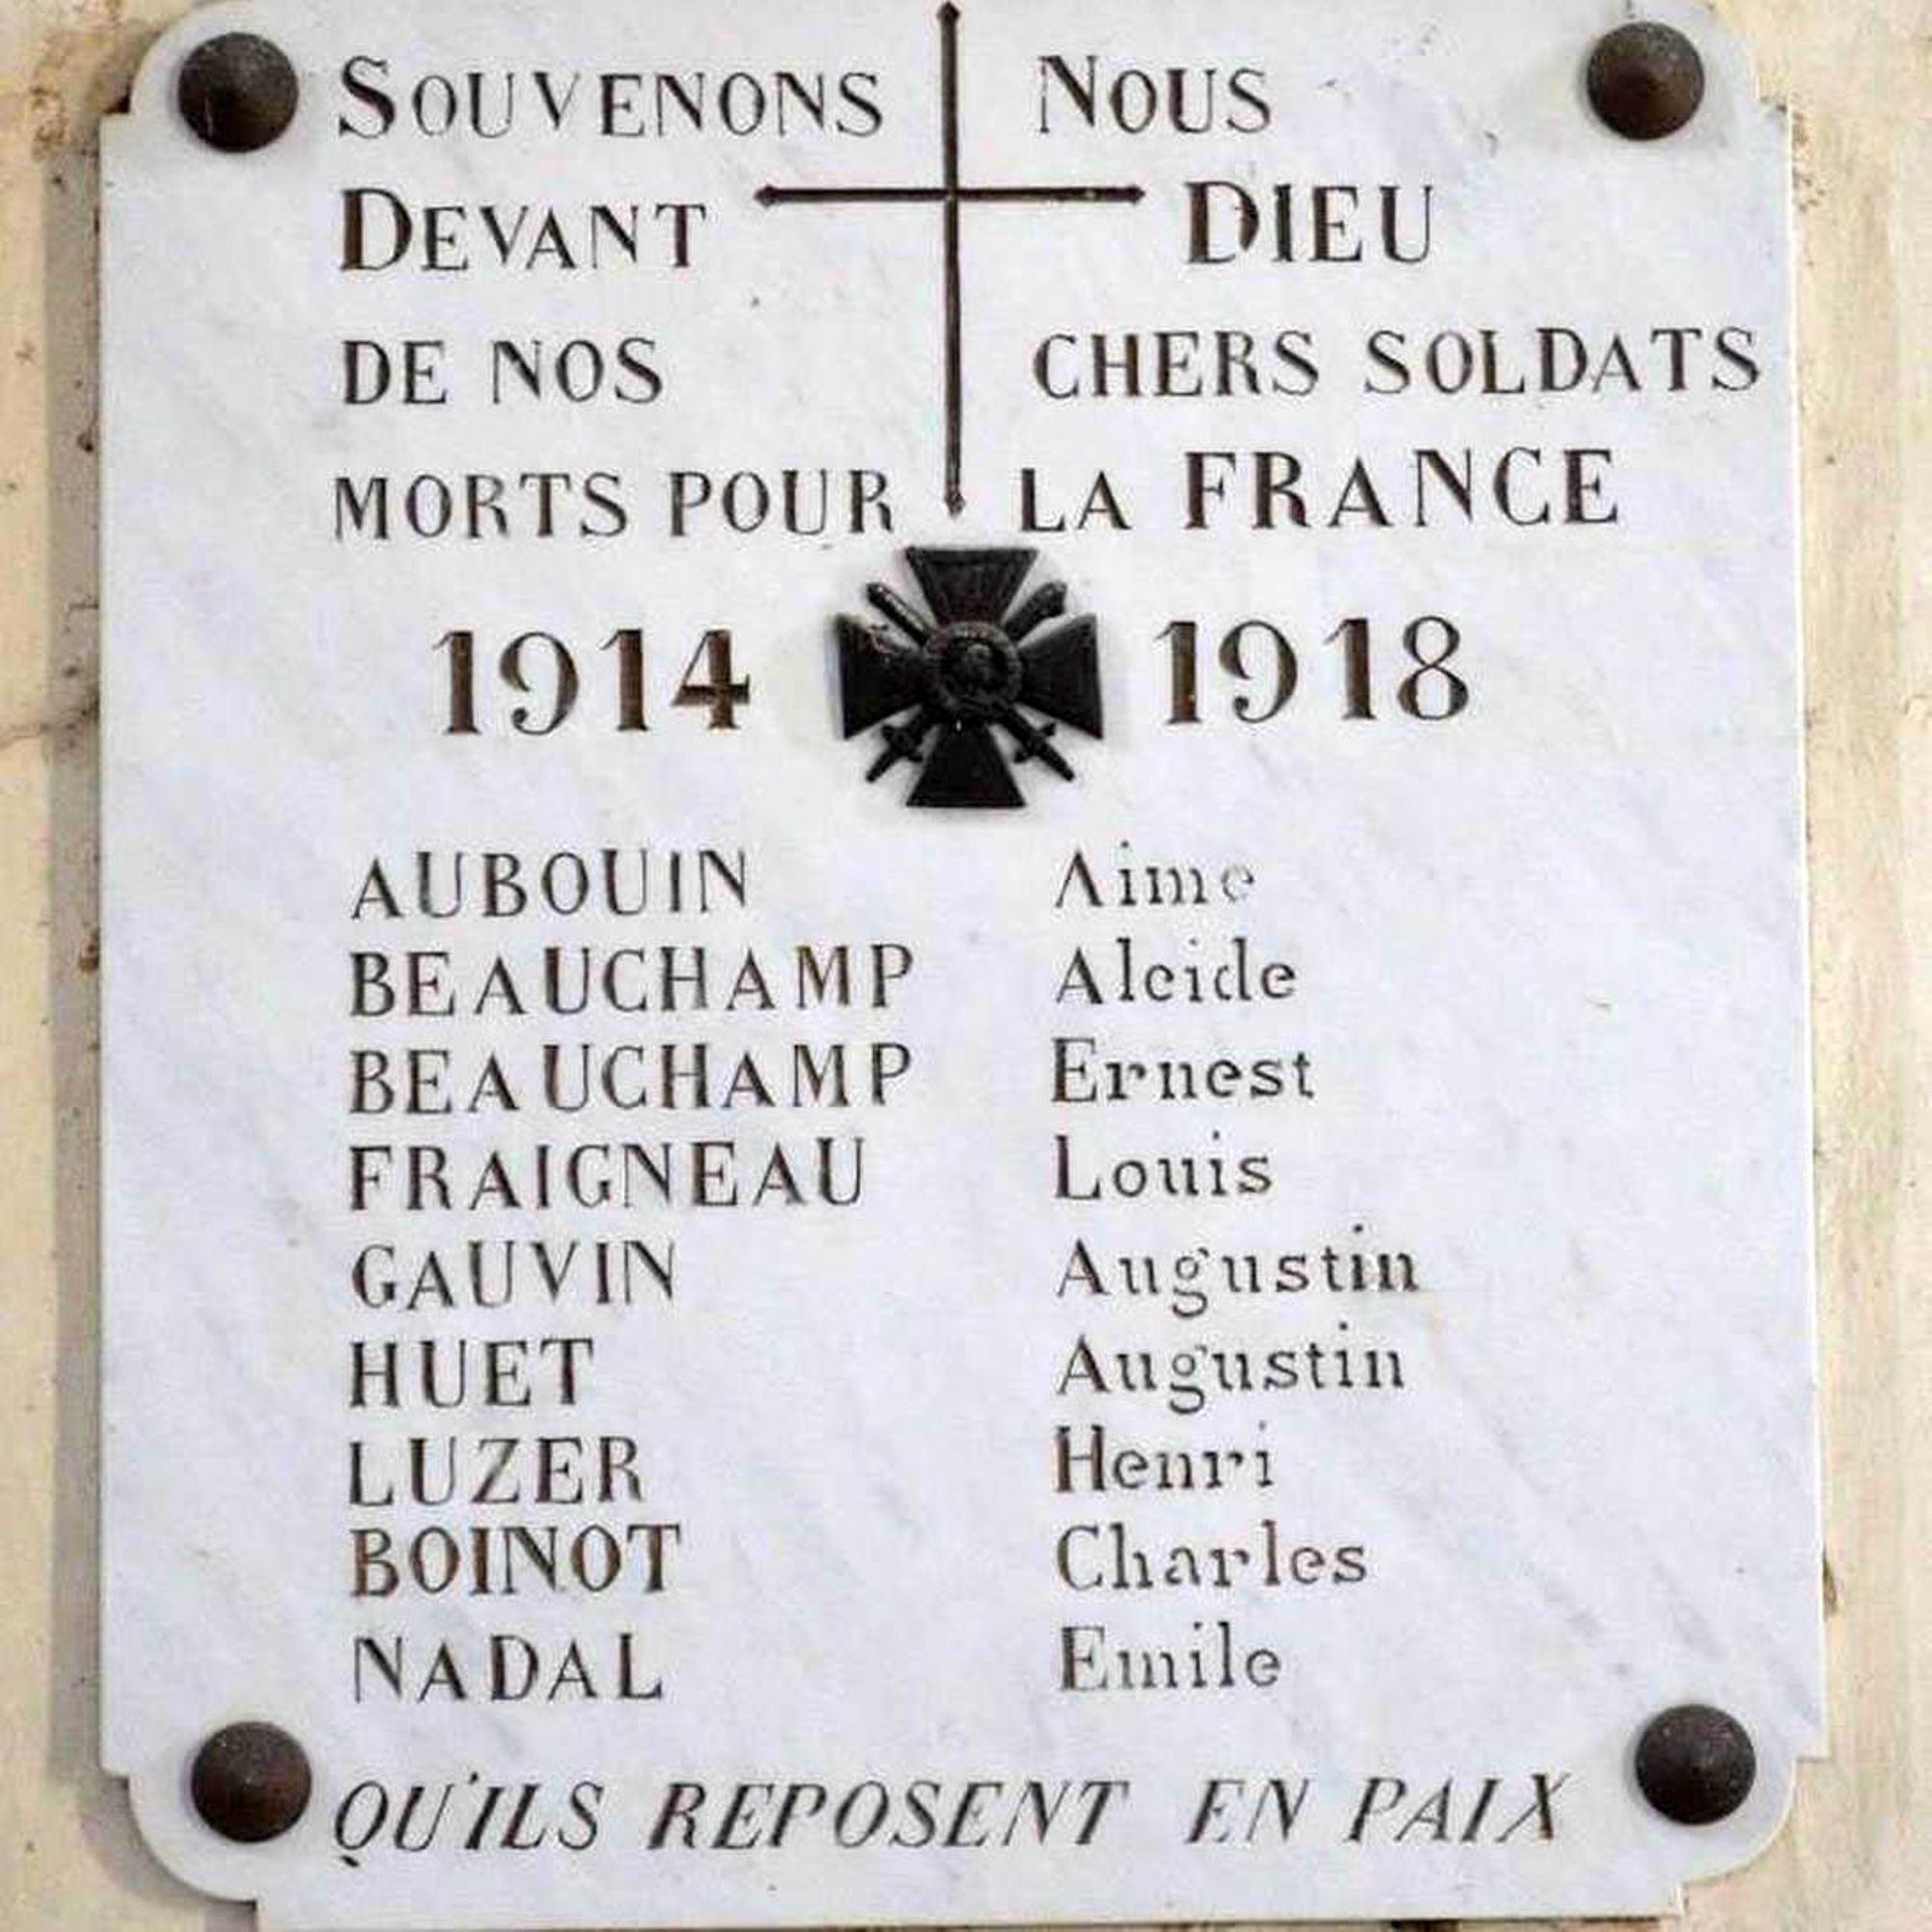 SOUVENONS NOUS
DEVANT DIEU
DE NOS CHERS SOLDATS
MORTS POUR LA FRANCE
1914 1918
AUBOUIN Aime
BEAUCHAMP Alcide
BEAUCHAMP Ernest
FRAIGNEAU Louis
GAUVIN Augustin
HUET Augustin
LUZER Henri
BOINOT Charles
NADAL Emile
QU'ILS REPOSENT EN PAIX